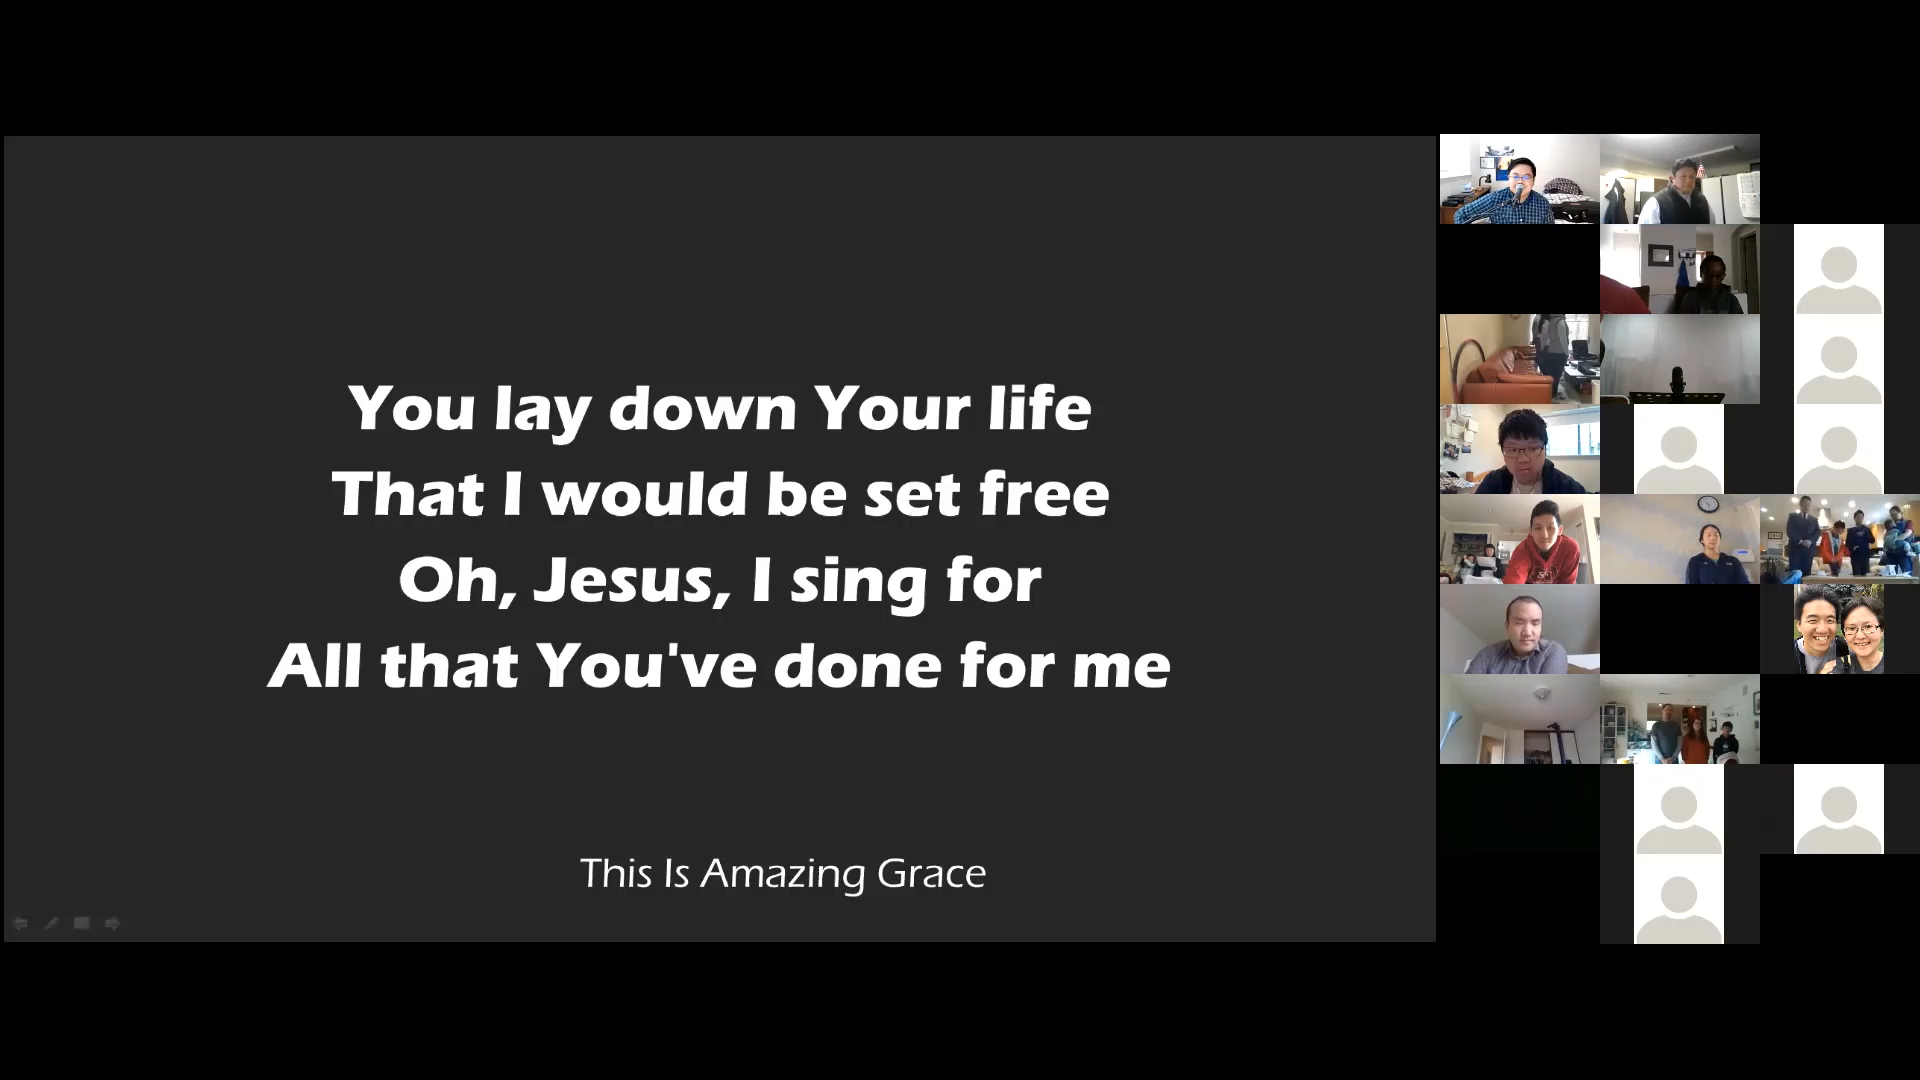 You lay down Your life
That I would be set free
Oh, Jesus, I sing for
All that You've done for me
This Is Amazing Grace